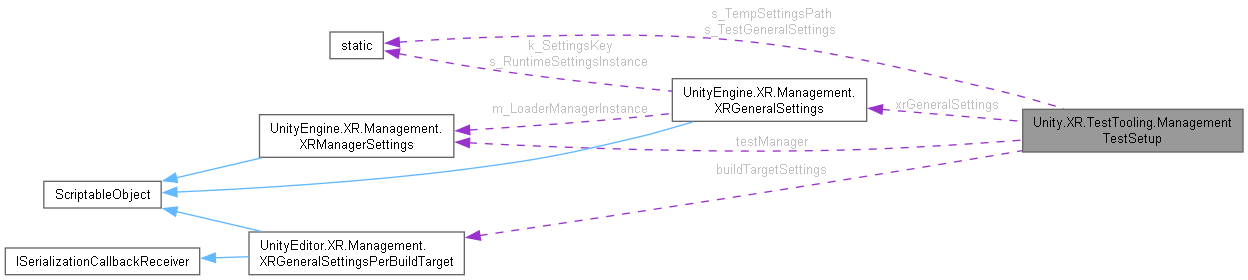 s_TempSettingsPath
s_TestGeneralSettings
static
k_SettingsKey
s_RuntimeSettingsInstance
UnityEngine.XR.Management.
XRGeneralSettings
xrGeneralSettings
Unity.XR.TestTooling.Management
TestSetup
m_LoaderManagerInstance
UnityEngine.XR.Management.
XRManagerSettings
testManager
buildTargetSettings
ScriptableObject
UnityEditor.XR.Management.
XRGeneralSettingsPerBuildTarget
ISerializationCallbackReceiver